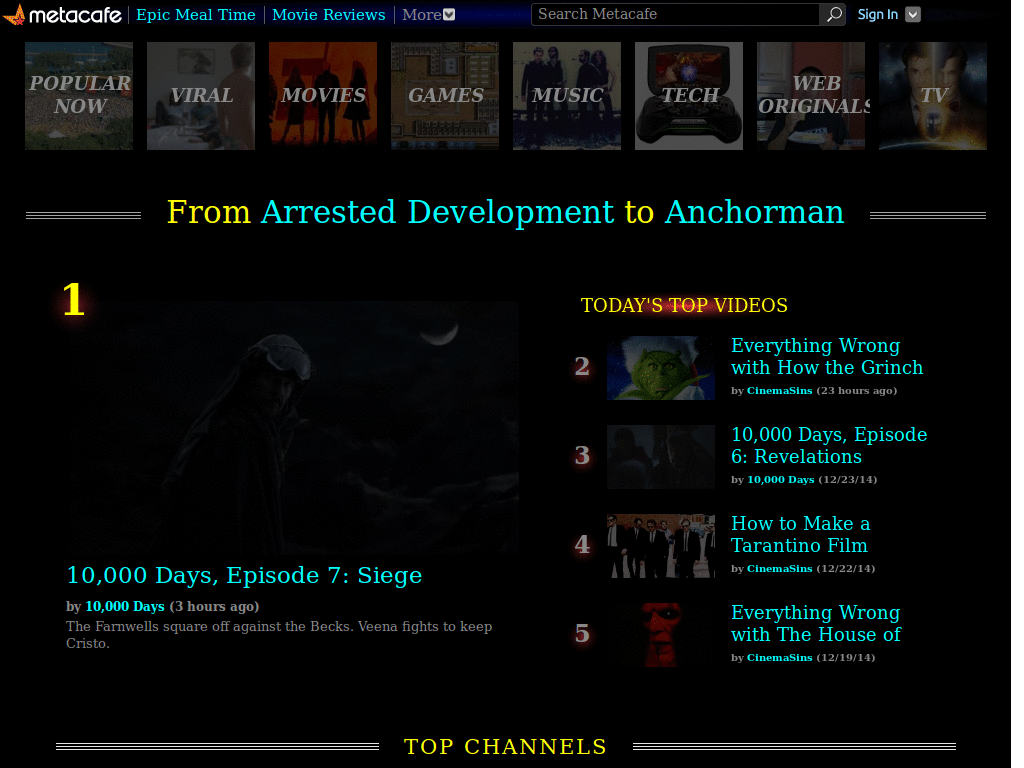 metacafe Epic Meal Time Movie Reviews More Search Metacafe Sign In
POPULAR NOW VIRAL MOVIES GAMES MUSIC TECH WEB ORIGINALS TV
From Arrested Development to Anchorman
1
10,000 Days, Episode 7: Siege
by 10,000 Days (3 hours ago)
The Farnwells square off against the Becks. Veena fights to keep
Cristo.
TODAY'S TOP VIDEOS
2
Everything Wrong
with How the Grinch
by CinemaSins (23 hours ago)
3
10,000 Days, Episode
6: Revelations
by 10,000 Days (12/23/14)
4
How to Make a
Tarantino Film
by CinemaSins (12/22/14)
5
Everything Wrong
with The House of
by CinemaSins (12/19/14)
TOP CHANNELS